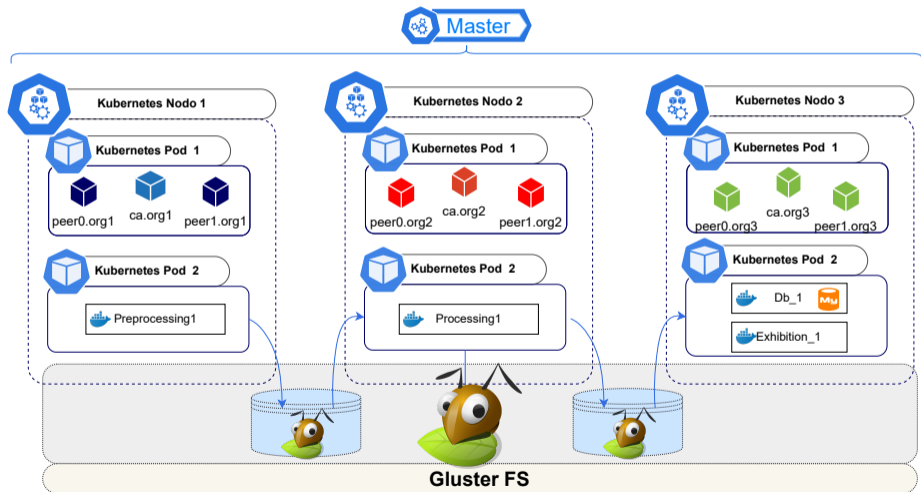 Master
Kubernetes Nodo 1
Kubernetes Pod 1
peer0.org1
ca.org1
peer1.org1
Kubernetes Pod 2
Preprocessing1
Kubernetes Nodo 2
Kubernetes Pod 1
peer0.org2
ca.org2
peer1.org2
Kubernetes Pod 2
Processing1
Kubernetes Nodo 3
Kubernetes Pod 1
peer0.org3
ca.org3
peer1.org3
Kubernetes Pod 2
Db_1
My
Exhibition_1
Gluster FS